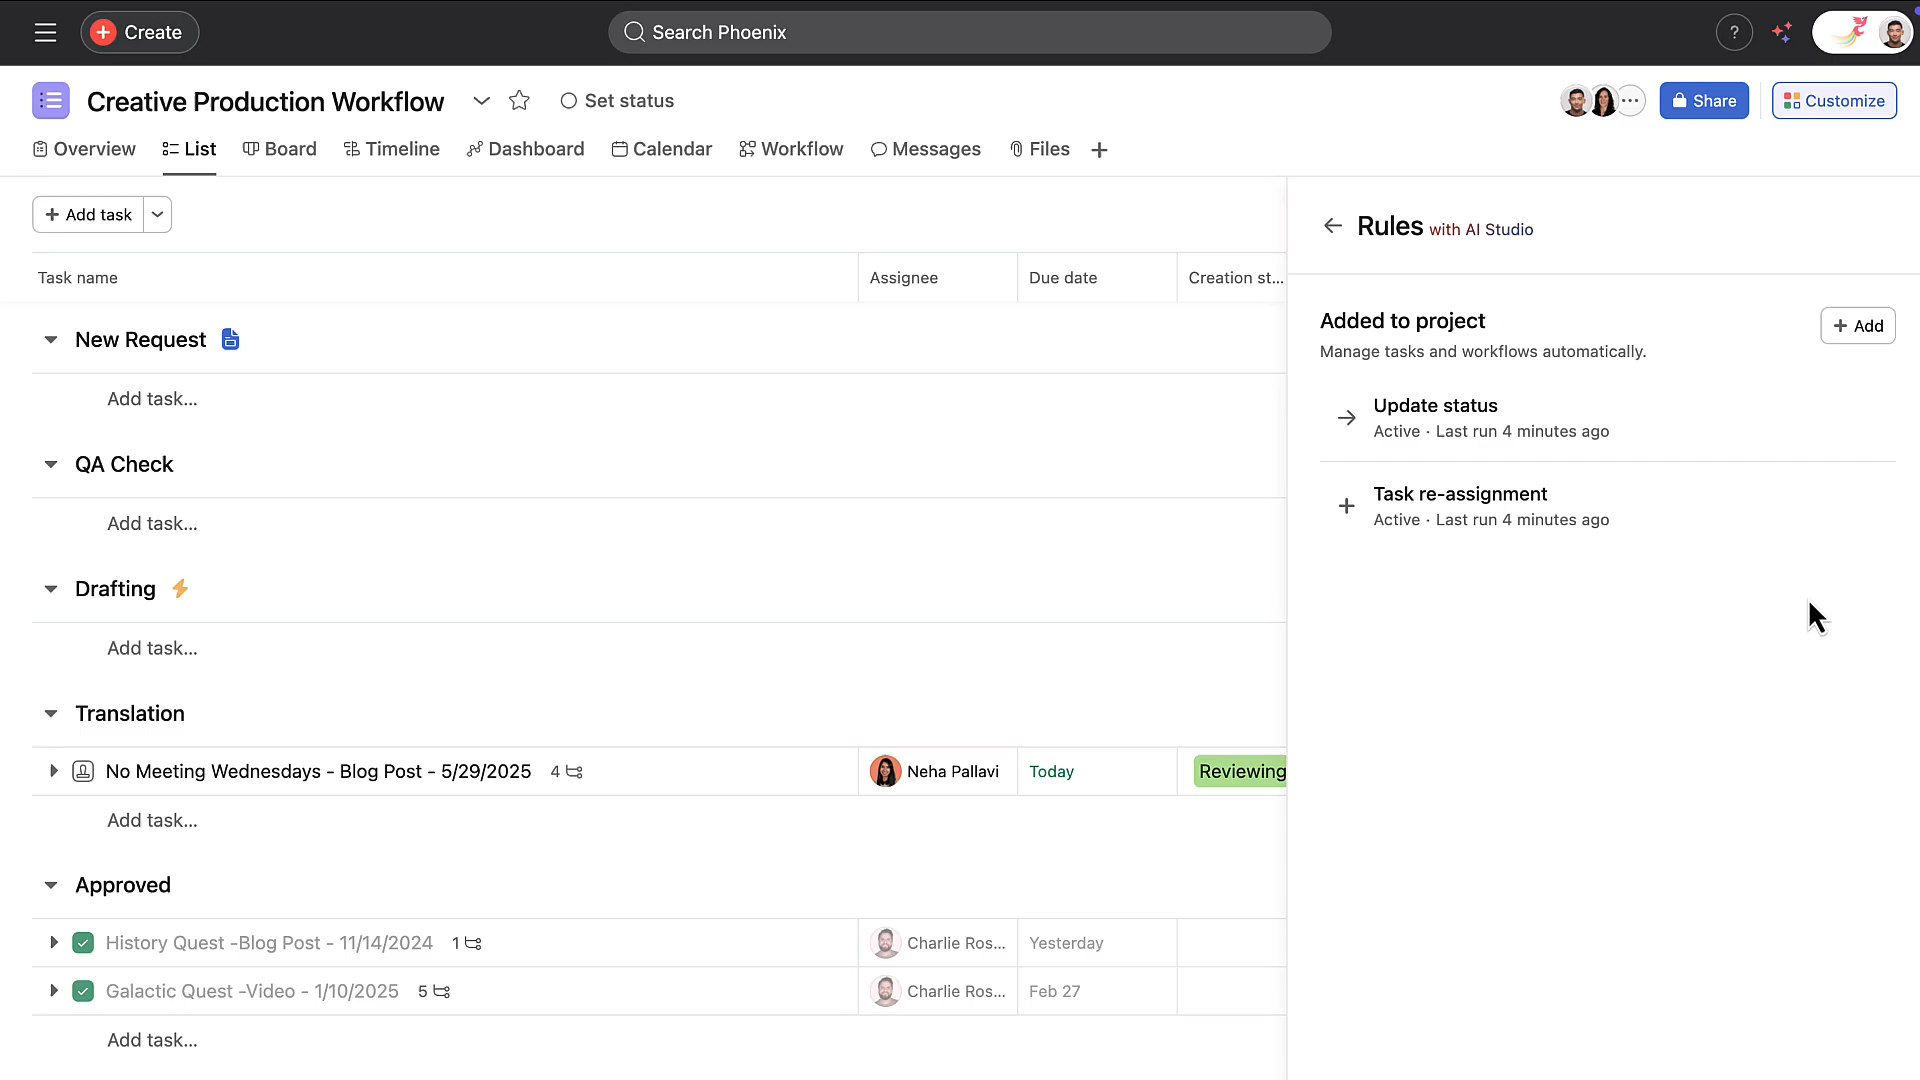 Create
Search Phoenix
?
Creative Production Workflow
Set status
Share
Customize
Overview
List
Board
Timeline
Dashboard
Calendar
Workflow
Messages
Files
Add task
Rules with AI Studio
Task name
Assignee
Due date
Creation st...
Added to project
Add
Manage tasks and workflows automatically.
New Request
Add task...
Update status
Active · Last run 4 minutes ago
QA Check
Add task...
Task re-assignment
Active · Last run 4 minutes ago
Drafting
Add task...
Translation
No Meeting Wednesdays - Blog Post - 5/29/2025 4
Neha Pallavi
Today
Reviewing
Add task...
Approved
History Quest -Blog Post - 11/14/2024 1
Charlie Ros...
Yesterday
Galactic Quest -Video - 1/10/2025 5
Charlie Ros...
Feb 27
Add task...